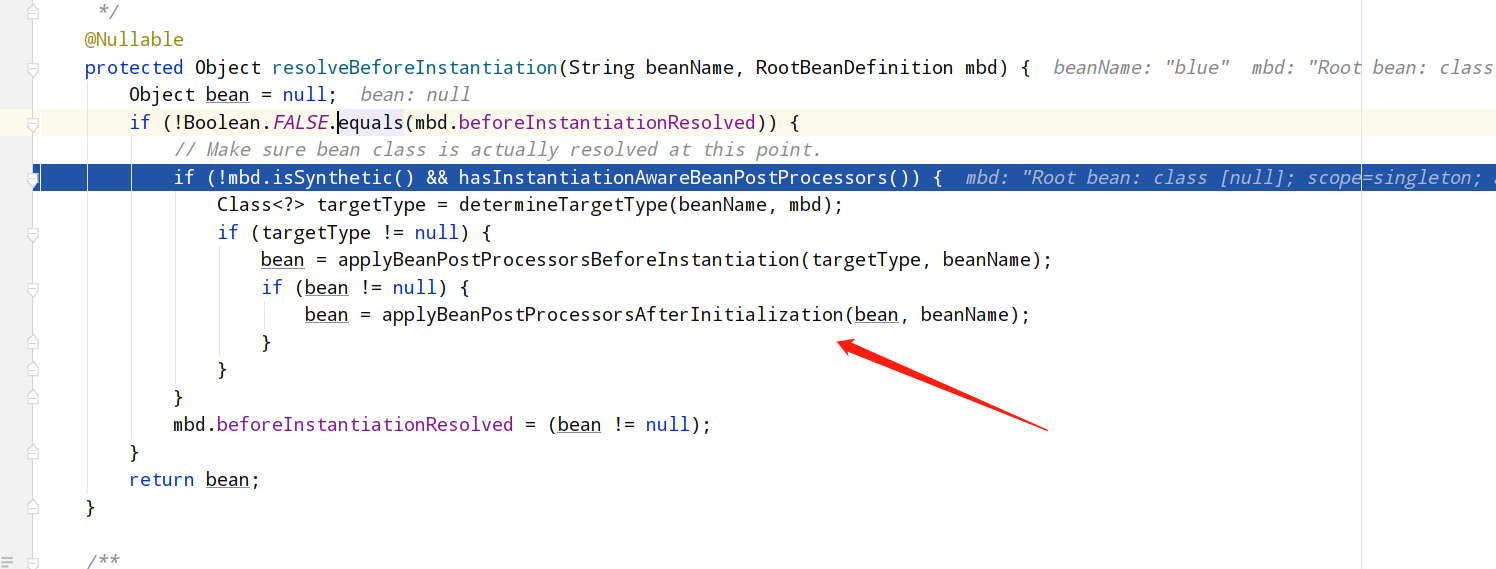 */
@Nullable
protected Object resolveBeforeInstantiation(String beanName, RootBeanDefinition mbd) {  beanName: "blue"  mbd: "Root bean: class
Object bean = null;  bean: null
if (!Boolean.FALSE.equals(mbd.beforeInstantiationResolved)) {
// Make sure bean class is actually resolved at this point.
if (!mbd.isSynthetic() && hasInstantiationAwareBeanPostProcessors()) {  mbd: "Root bean: class [null]; scope=singleton;
Class<?> targetType = determineTargetType(beanName, mbd);
if (targetType != null) {
bean = applyBeanPostProcessorsBeforeInstantiation(targetType, beanName);
if (bean != null) {
bean = applyBeanPostProcessorsAfterInitialization(bean, beanName);
}
}
}
mbd.beforeInstantiationResolved = (bean != null);
}
return bean;
}
/**